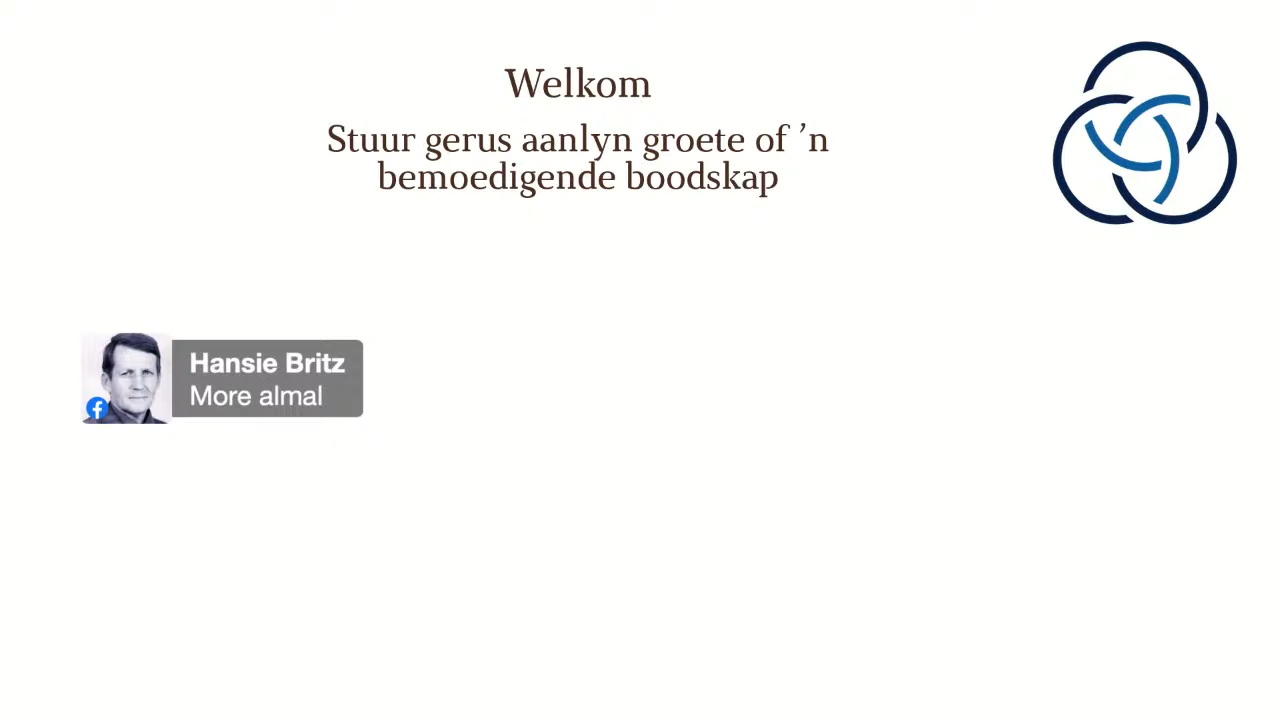 Welkom
Stuur gerus aanlyn groete of ’n
bemoedigende boodskap
Hansie Britz
More almal